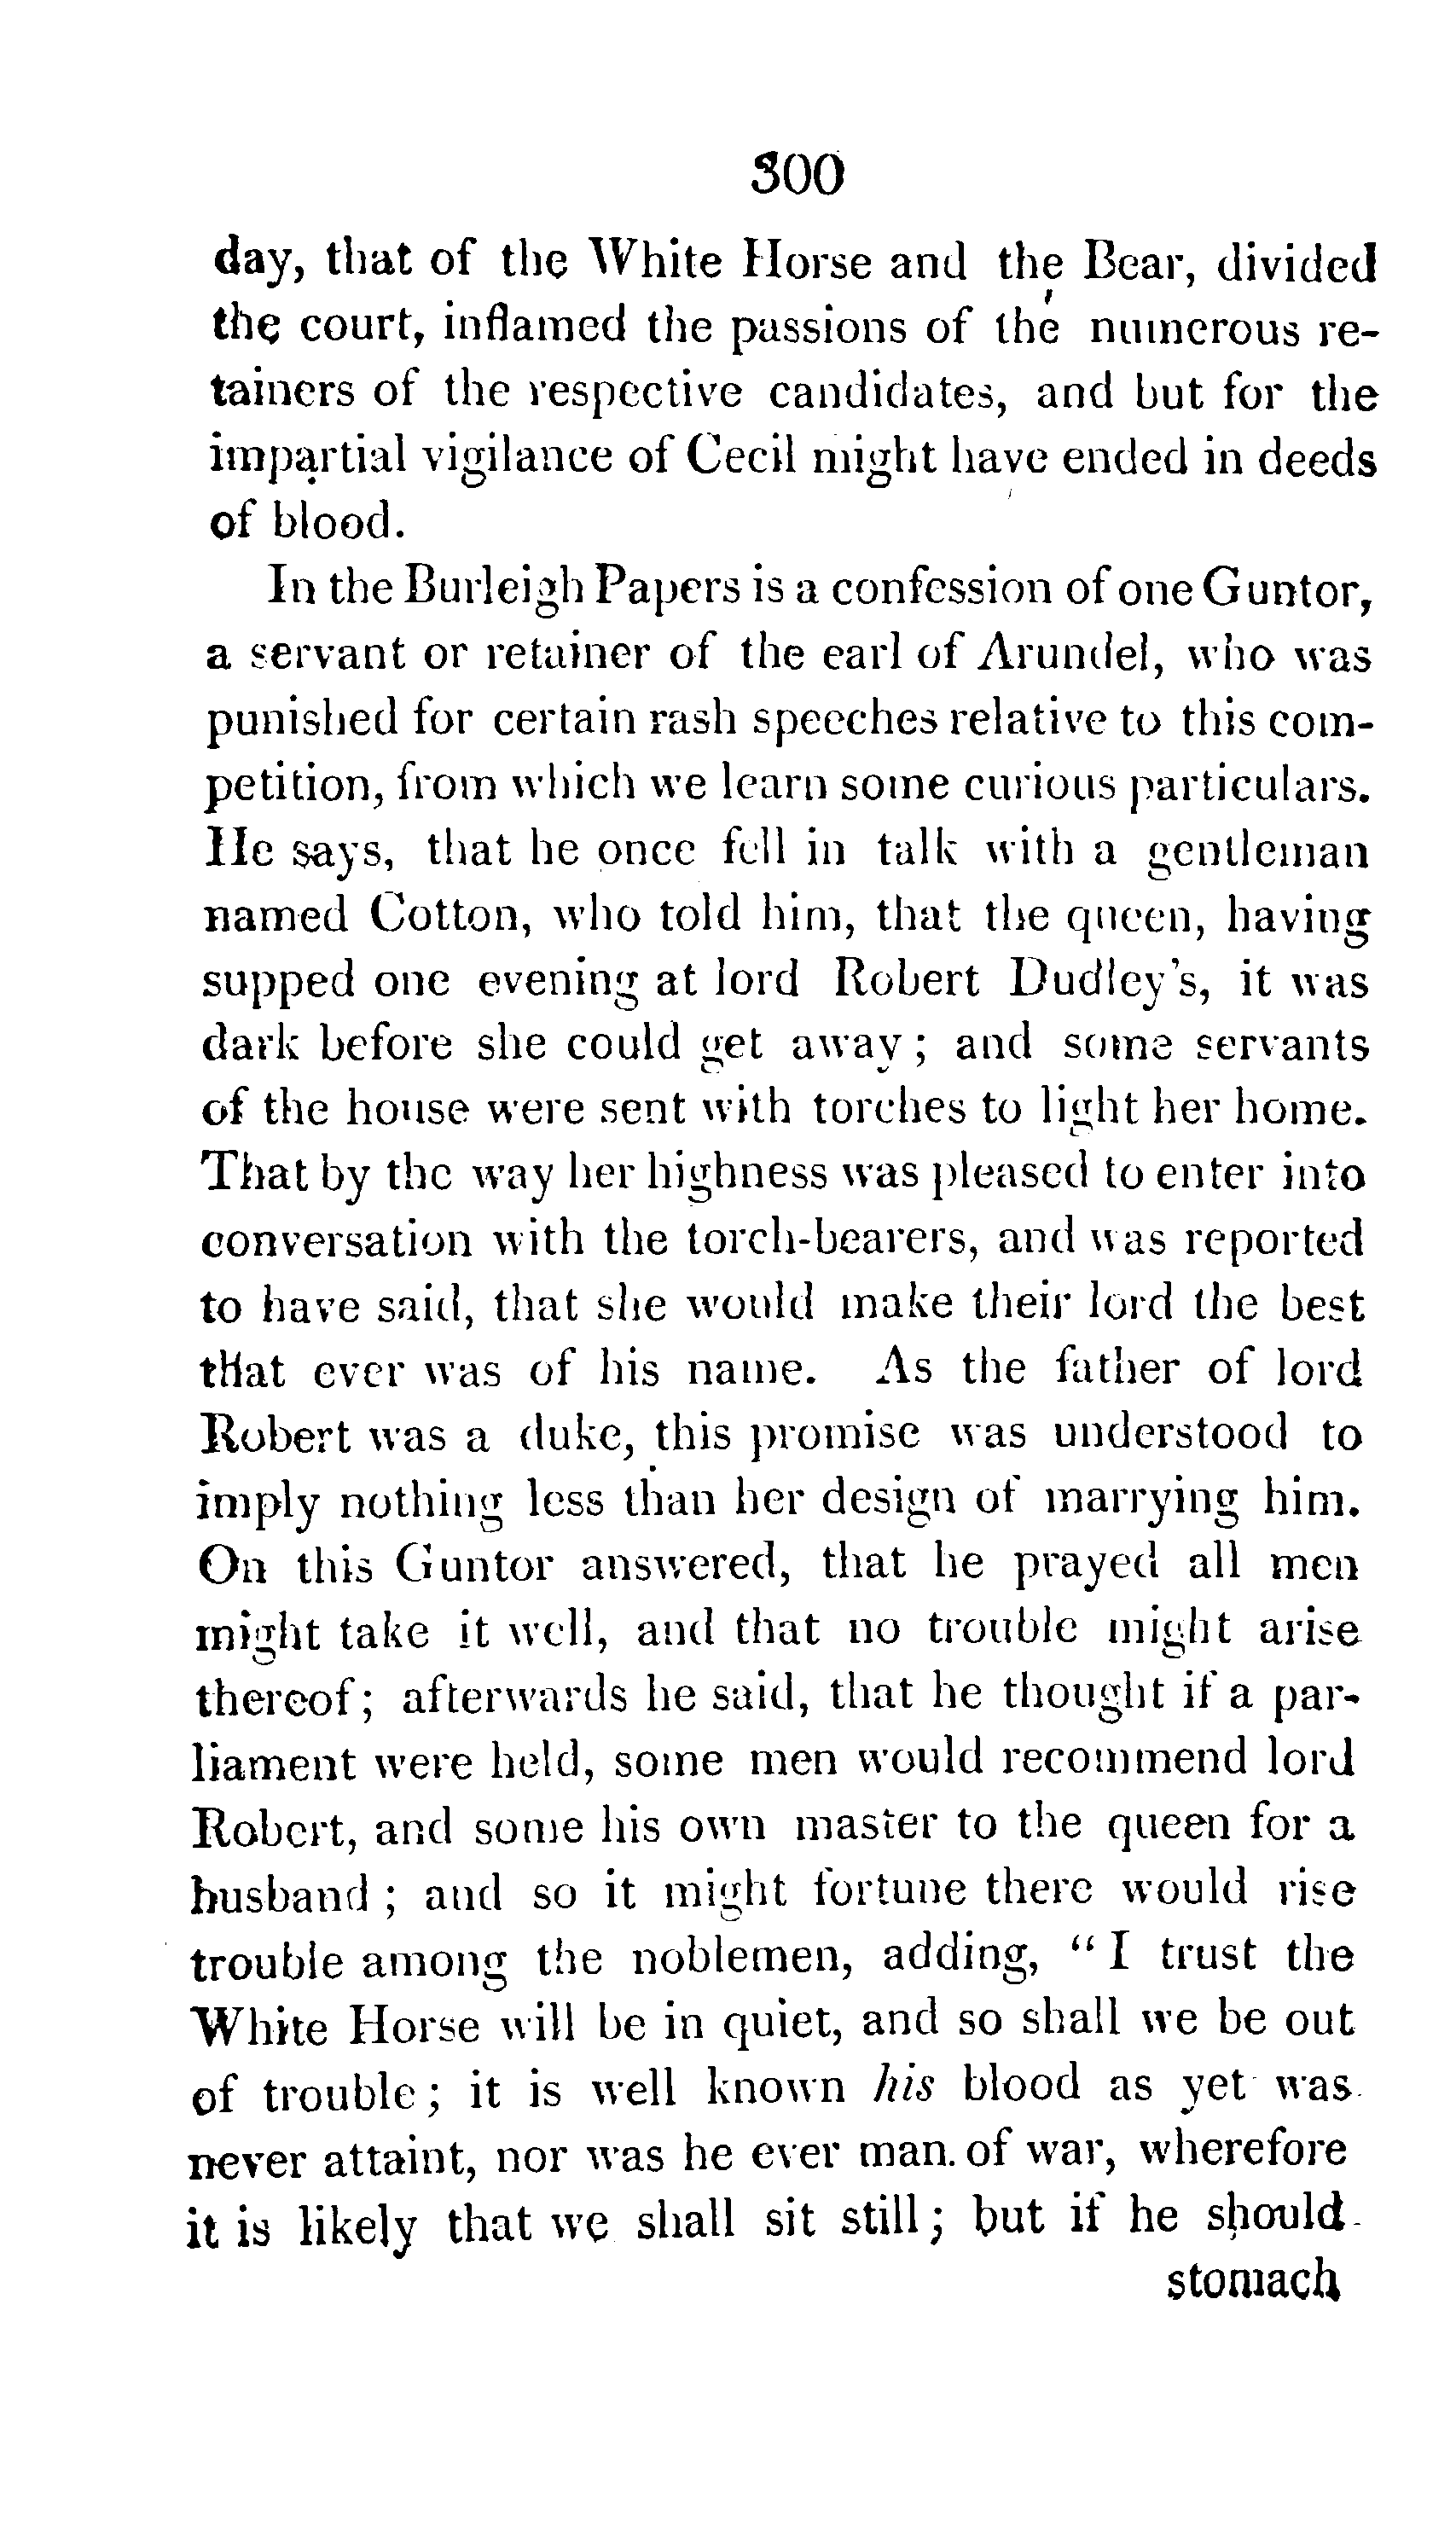 300
day, that of the White Horse and the Bear, divided
the court, inflamed the passions of the numerous re-
tainers of the respective candidates, and but for the
impartial vigilance of Cecil might have ended in deeds
of blood.
In the Burleigh Papers is a confession of one Guntor,
a servant or retainer of the earl of Arundel, who was
punished for certain rash speeches relative to this com-
petition, from which we learn some curious particulars.
He says, that he once fell in talk with a gentleman
named Cotton, who told him, that the queen, having
supped one evening at lord Robert Dudley's, it was
dark before she could get away; and some servants
of the house were sent with torches to light her home.
That by the way her highness was pleased to enter into
conversation with the torch-bearers, and was reported
to have said, that she would make their lord the best
that ever was of his name. As the father of lord
Robert was a duke, this promise was understood to
imply nothing less than her design of marrying him.
On this Guntor answered, that he prayed all men
might take it well, and that no trouble might arise
thereof; afterwards he said, that he thought if a par-
liament were held, some men would recommend lord
Robert, and some his own master to the queen for a
husband; and so it might fortune there would rise
trouble among the noblemen, adding, "I trust the
White Horse will be in quiet, and so shall we be out
of trouble; it is well known his blood as yet was
never attaint, nor was he ever man of war, wherefore
it is likely that we shall sit still; but if he should
stomach